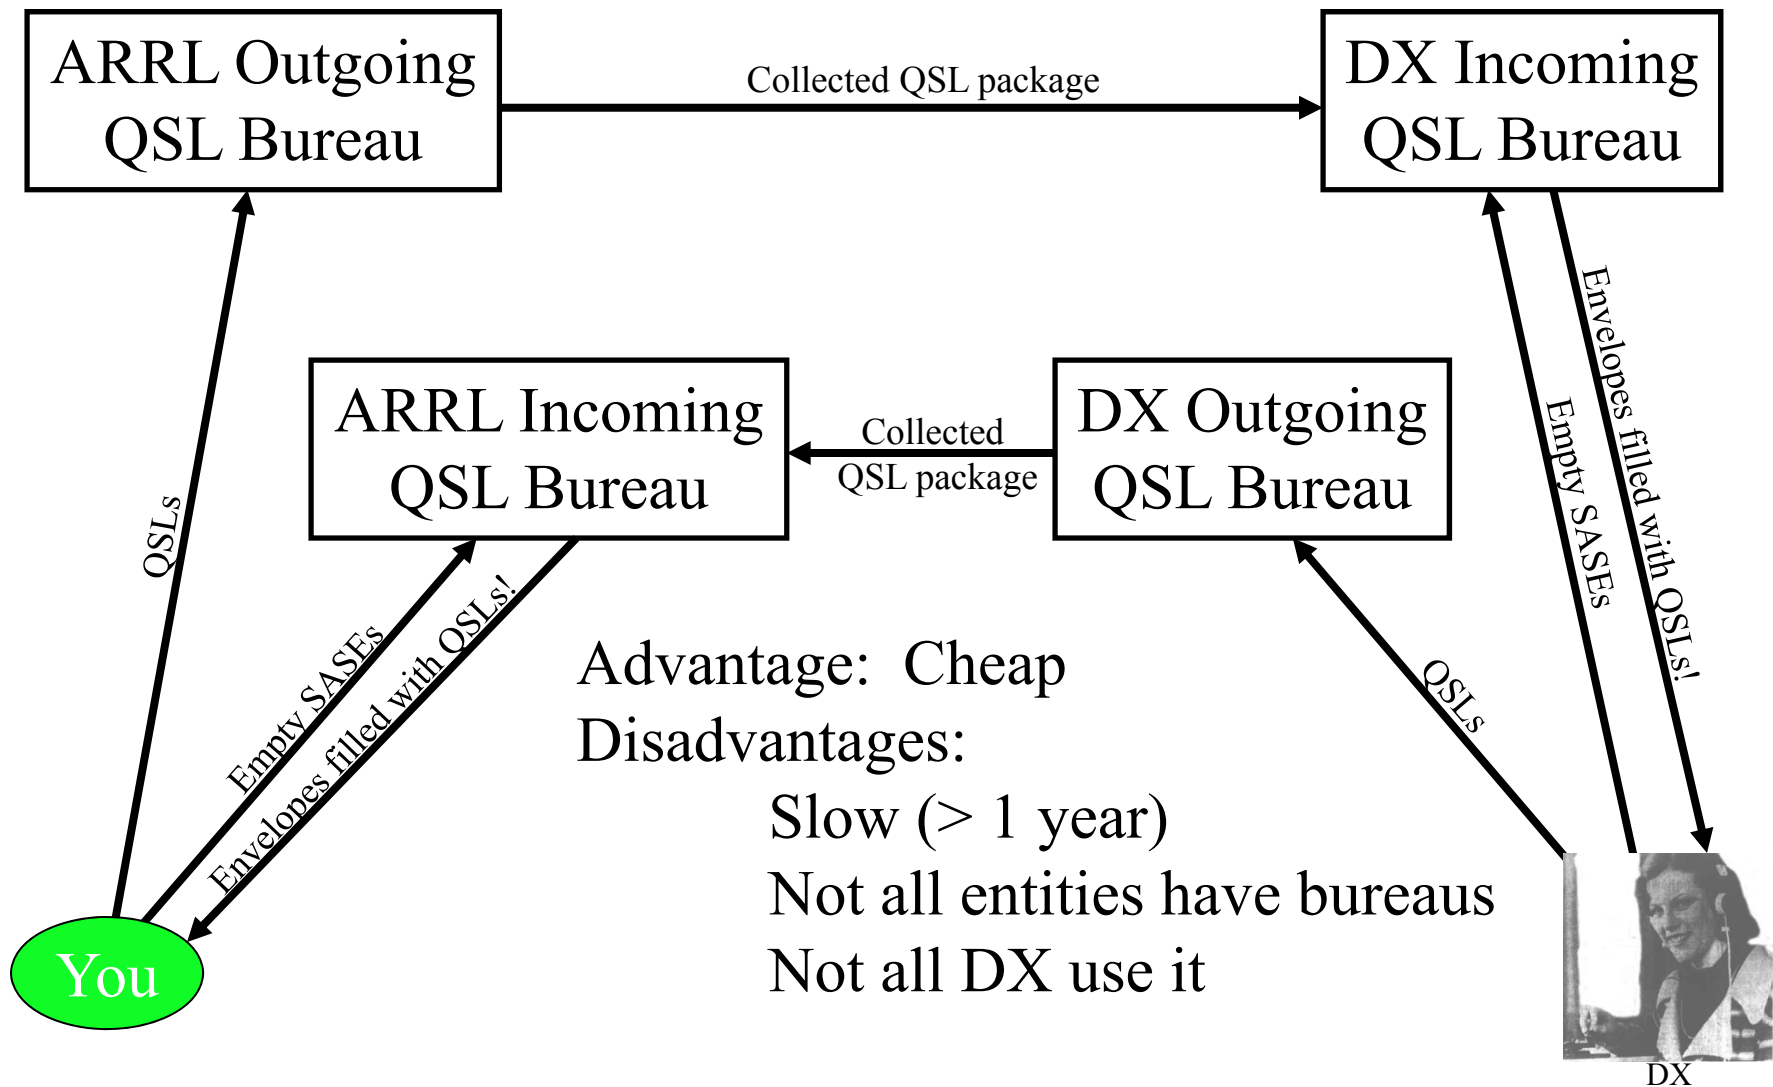 ARRL Outgoing
QSL Bureau
Collected QSL package
DX Incoming
QSL Bureau
Envelopes filled with QSLs!
Empty SASEs
ARRL Incoming
QSL Bureau
Collected
QSL package
DX Outgoing
QSL Bureau
QSLs
Empty SASEs
Envelopes filled with QSLs!
QSLs
Advantage: Cheap
Disadvantages:
Slow (> 1 year)
Not all entities have bureaus
Not all DX use it
You
DX